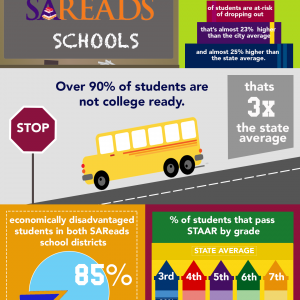 SAREADS
SCHOOLS
of students are at-risk
of dropping out
that's almost 23% higher
than the city average
and almost 25% higher than
the state average.
Over 90% of students are
not college ready.
thats
3x
the state
average
STOP
economically disadvantaged
students in both SAReads
school districts
85%
% of students that pass
STAAR by grade
STATE AVERAGE
3rd 4th 5th 6th 7th